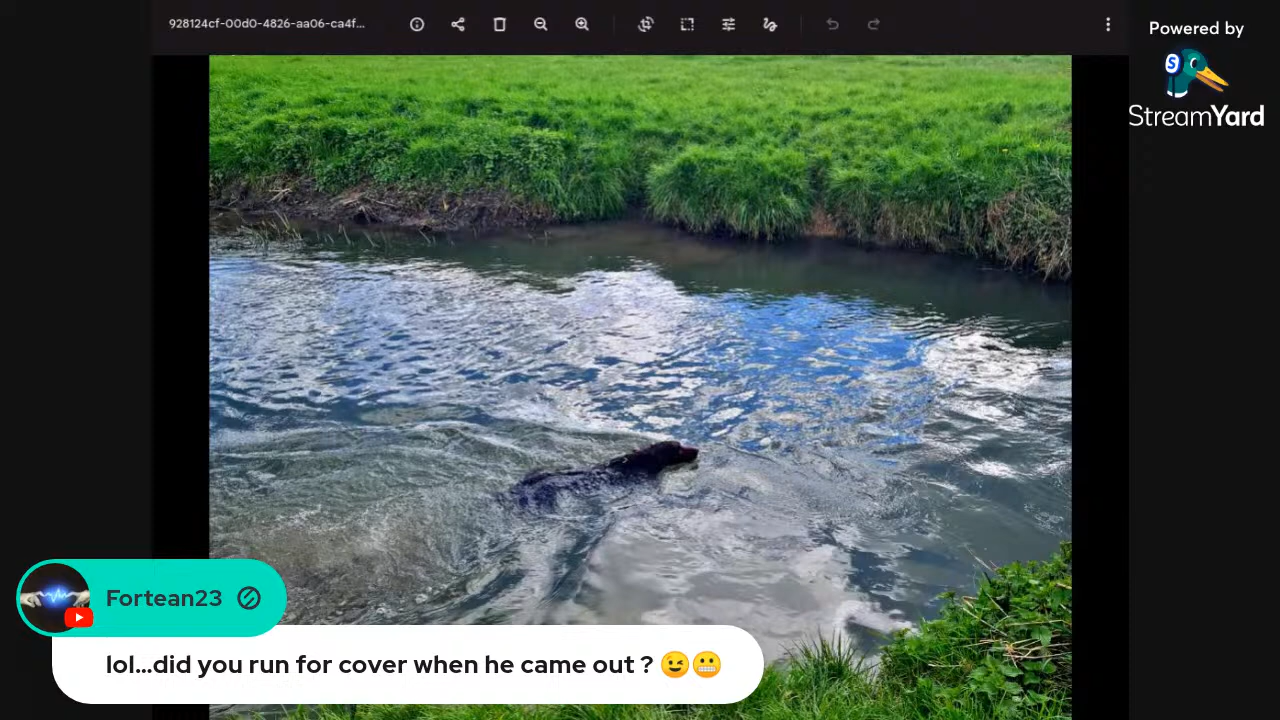 928124cf-00d0-4826-aa06-ca4f...
Powered by
S
StreamYard
Fortean23
lol...did you run for cover when he came out ? 😉😬